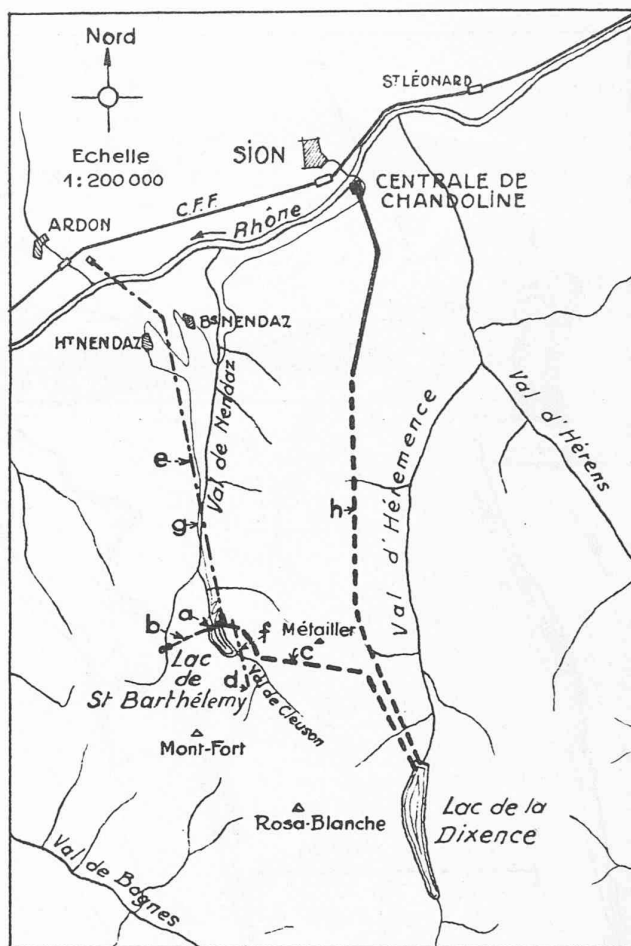 Nord
Echelle
1:200 000
ST LÉONARD
SION
CENTRALE DE
CHANDOLINE
C.F.F.
Rhône
ARDON
BS NENDAZ
HT NENDAZ
Val de Nendaz
Val d'Hérémence
Val d'Hérens
e
g
h
a
b
f
Métailler
c
Lac
de
St Barthélemy
d
Val de Cleuson
Mont-Fort
Rosa-Blanche
Lac de la
Dixence
Val de Bagnes